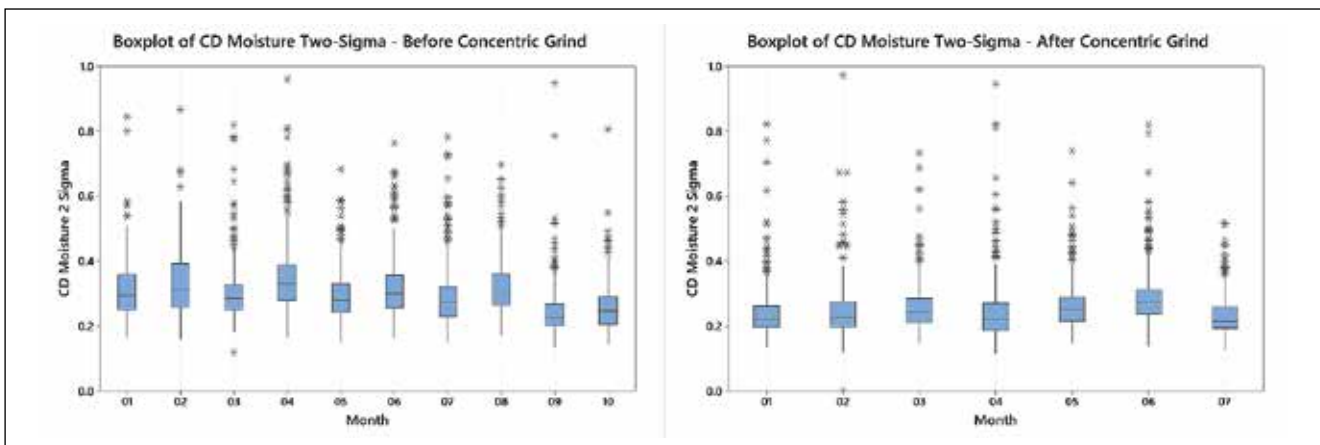 Boxplot of CD Moisture Two-Sigma - Before Concentric Grind
1.0
0.8
0.6
0.4
0.2
0.0
CD Moisture 2 Sigma
01 02 03 04 05 06 07 08 09 10
Month
Boxplot of CD Moisture Two-Sigma - After Concentric Grind
1.0
0.8
0.6
0.4
0.2
0.0
CD Moisture 2 Sigma
01 02 03 04 05 06 07
Month